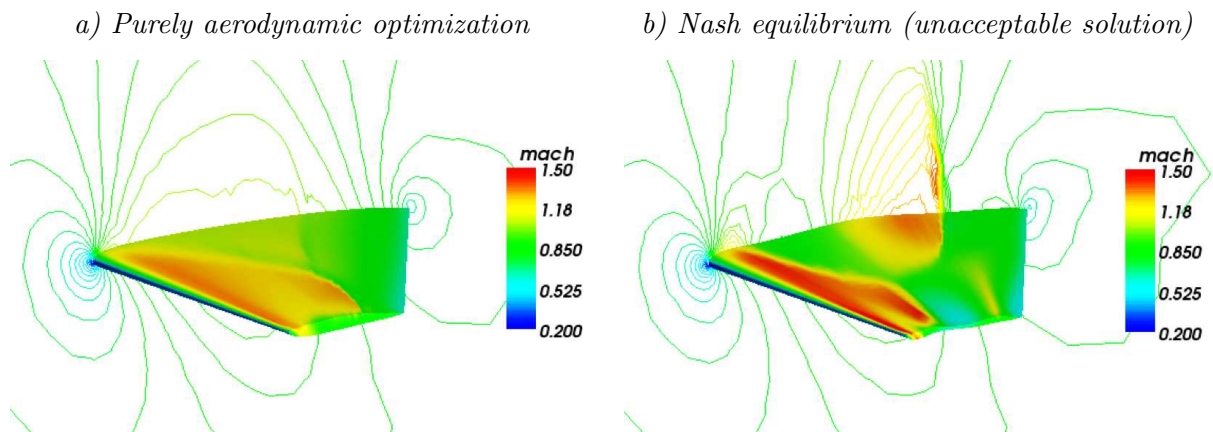 a) Purely aerodynamic optimization
b) Nash equilibrium (unacceptable solution)
mach
1.50
1.18
0.850
0.525
0.200
mach
1.50
1.18
0.850
0.525
0.200